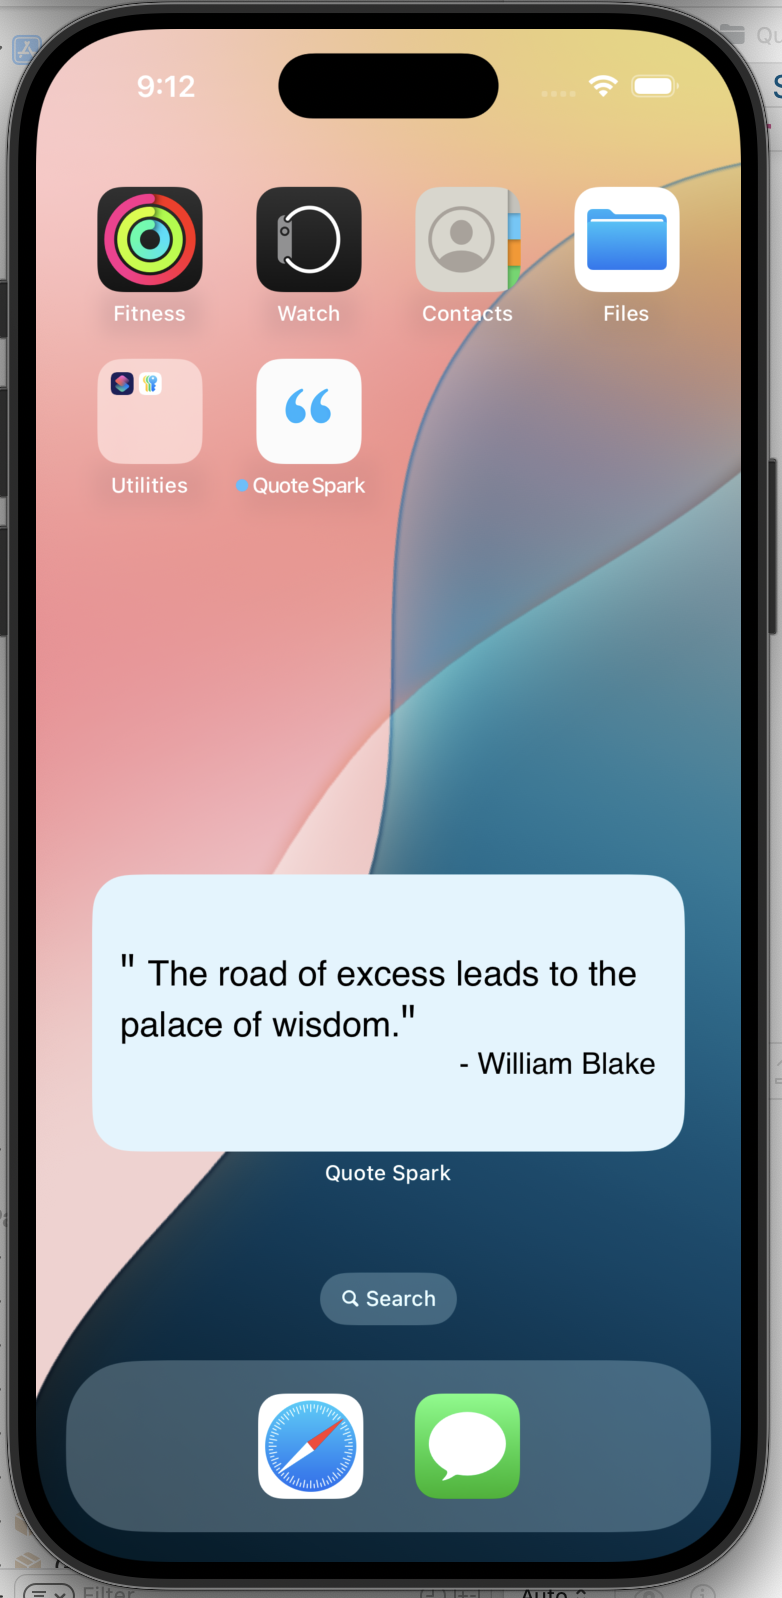 Qu
S
9:12
Fitness
Watch
Contacts
Files
Utilities
Quote Spark
" The road of excess leads to the
palace of wisdom."
- William Blake
Quote Spark
Search
Filter
Auto